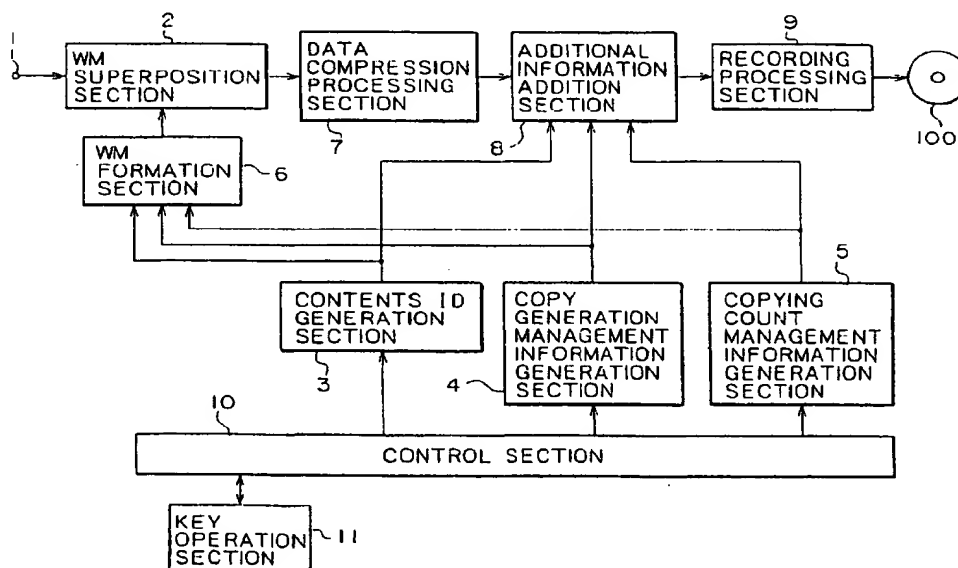 1
2
WM
SUPERPOSITION
SECTION
DATA
COMPRESSION
PROCESSING
SECTION
7
ADDITIONAL
INFORMATION
ADDITION
SECTION
8
9
RECORDING
PROCESSING
SECTION
100
WM
FORMATION
SECTION
6
CONTENTS ID
GENERATION
SECTION
3
COPY
GENERATION
MANAGEMENT
INFORMATION
GENERATION
SECTION
4
5
COPYING
COUNT
MANAGEMENT
INFORMATION
GENERATION
SECTION
10
CONTROL SECTION
KEY
OPERATION
SECTION
11